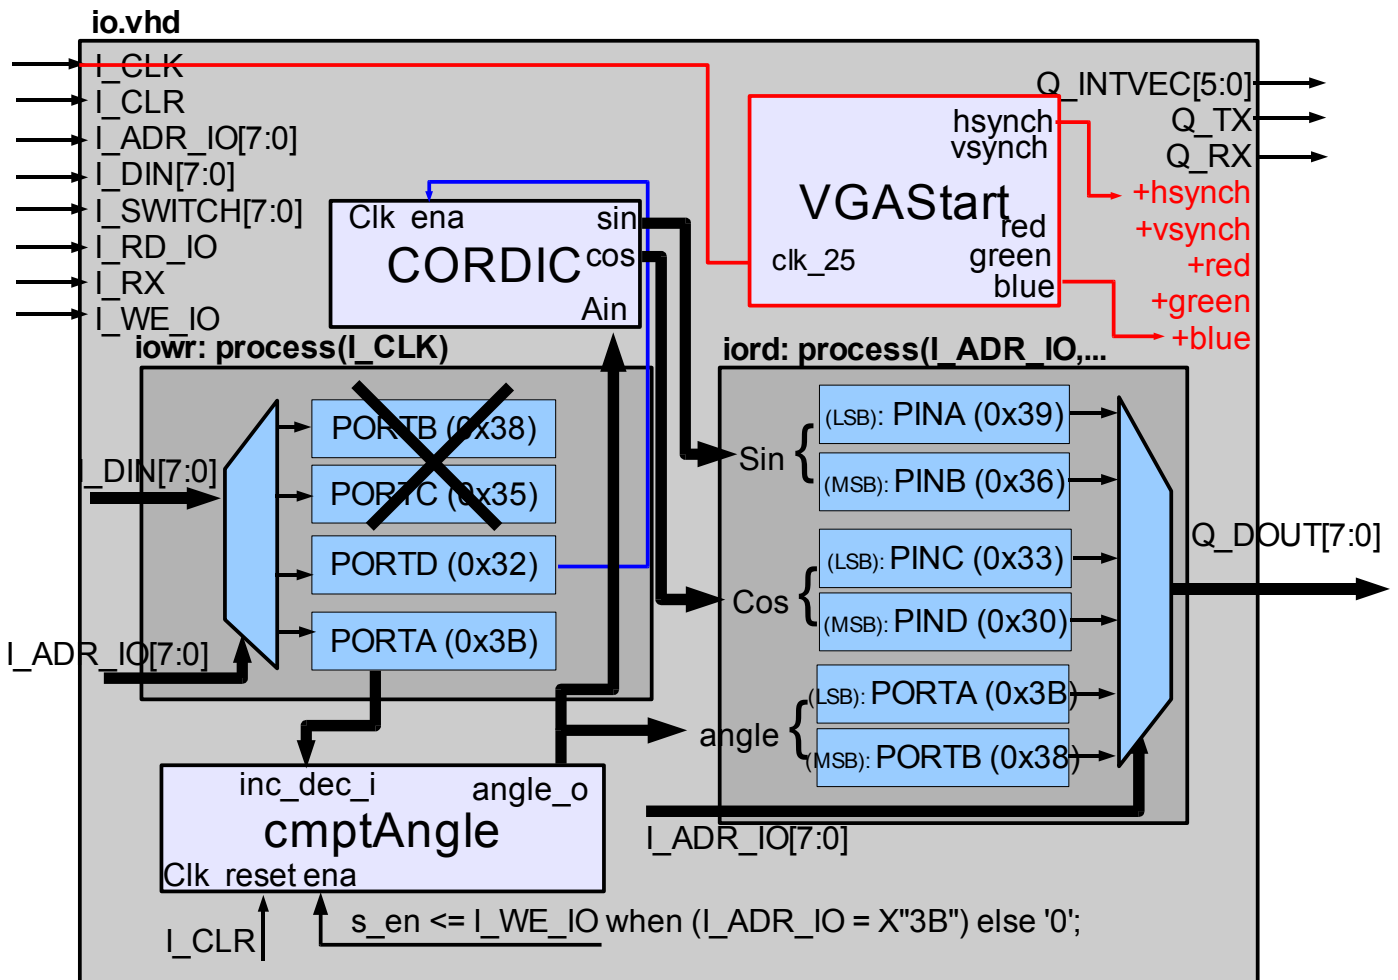 io.vhd
I_CLK
I_CLR
I_ADR_IO[7:0]
I_DIN[7:0]
I_SWITCH[7:0]
I_RD_IO
I_RX
I_WE_IO
Q_INTVEC[5:0]
Q_TX
Q_RX
+hsynch
+vsynch
+red
+green
+blue
hsynch
vsynch
VGAStart
red
green
blue
clk_25
Clk ena
sin
cos
CORDIC
Ain
iowr: process(I_CLK)
PORTB (0x38)
PORTC (0x35)
PORTD (0x32)
PORTA (0x3B)
I_DIN[7:0]
I_ADR_IO[7:0]
iord: process(I_ADR_IO,...
Sin {
(LSB): PINA (0x39)
(MSB): PINB (0x36)
Cos {
(LSB): PINC (0x33)
(MSB): PIND (0x30)
angle {
(LSB): PORTA (0x3B)
(MSB): PORTB (0x38)
Q_DOUT[7:0]
I_ADR_IO[7:0]
inc_dec_i
angle_o
cmptAngle
Clk reset ena
I_CLR
s_en <= I_WE_IO when (I_ADR_IO = X"3B") else '0';